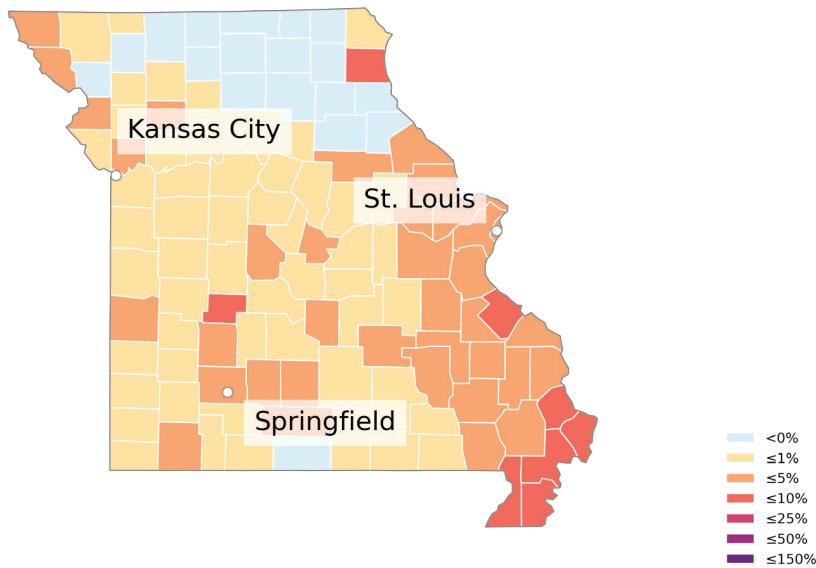 Kansas City
St. Louis
Springfield
<0%
≤1%
≤5%
≤10%
≤25%
≤50%
≤150%